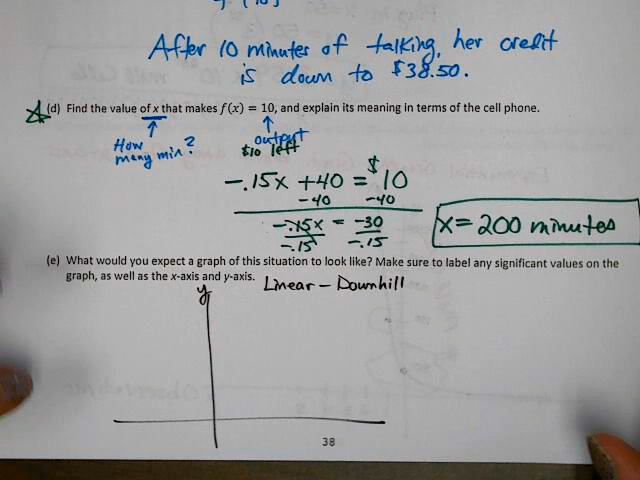 After 10 minutes of talking, her credit
is down to $38.50.
(d) Find the value of x that makes f(x) = 10, and explain its meaning in terms of the cell phone.
How many min?
output
$10 left
-.15x +40 = $10
-40 -40
-.15x = -30
-.15 -.15
x = 200 minutes
(e) What would you expect a graph of this situation to look like? Make sure to label any significant values on the
graph, as well as the x-axis and y-axis. Linear - Downhill
y
38